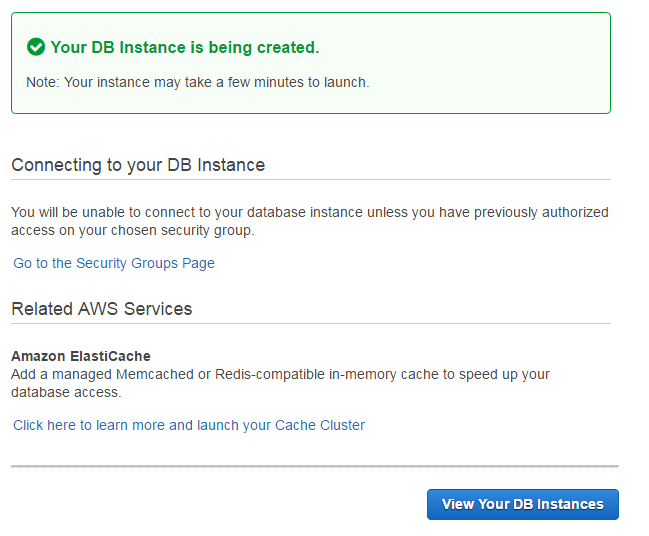 Your DB Instance is being created.
Note: Your instance may take a few minutes to launch.
Connecting to your DB Instance
You will be unable to connect to your database instance unless you have previously authorized
access on your chosen security group.
Go to the Security Groups Page
Related AWS Services
Amazon ElastiCache
Add a managed Memcached or Redis-compatible in-memory cache to speed up your
database access.
Click here to learn more and launch your Cache Cluster
View Your DB Instances